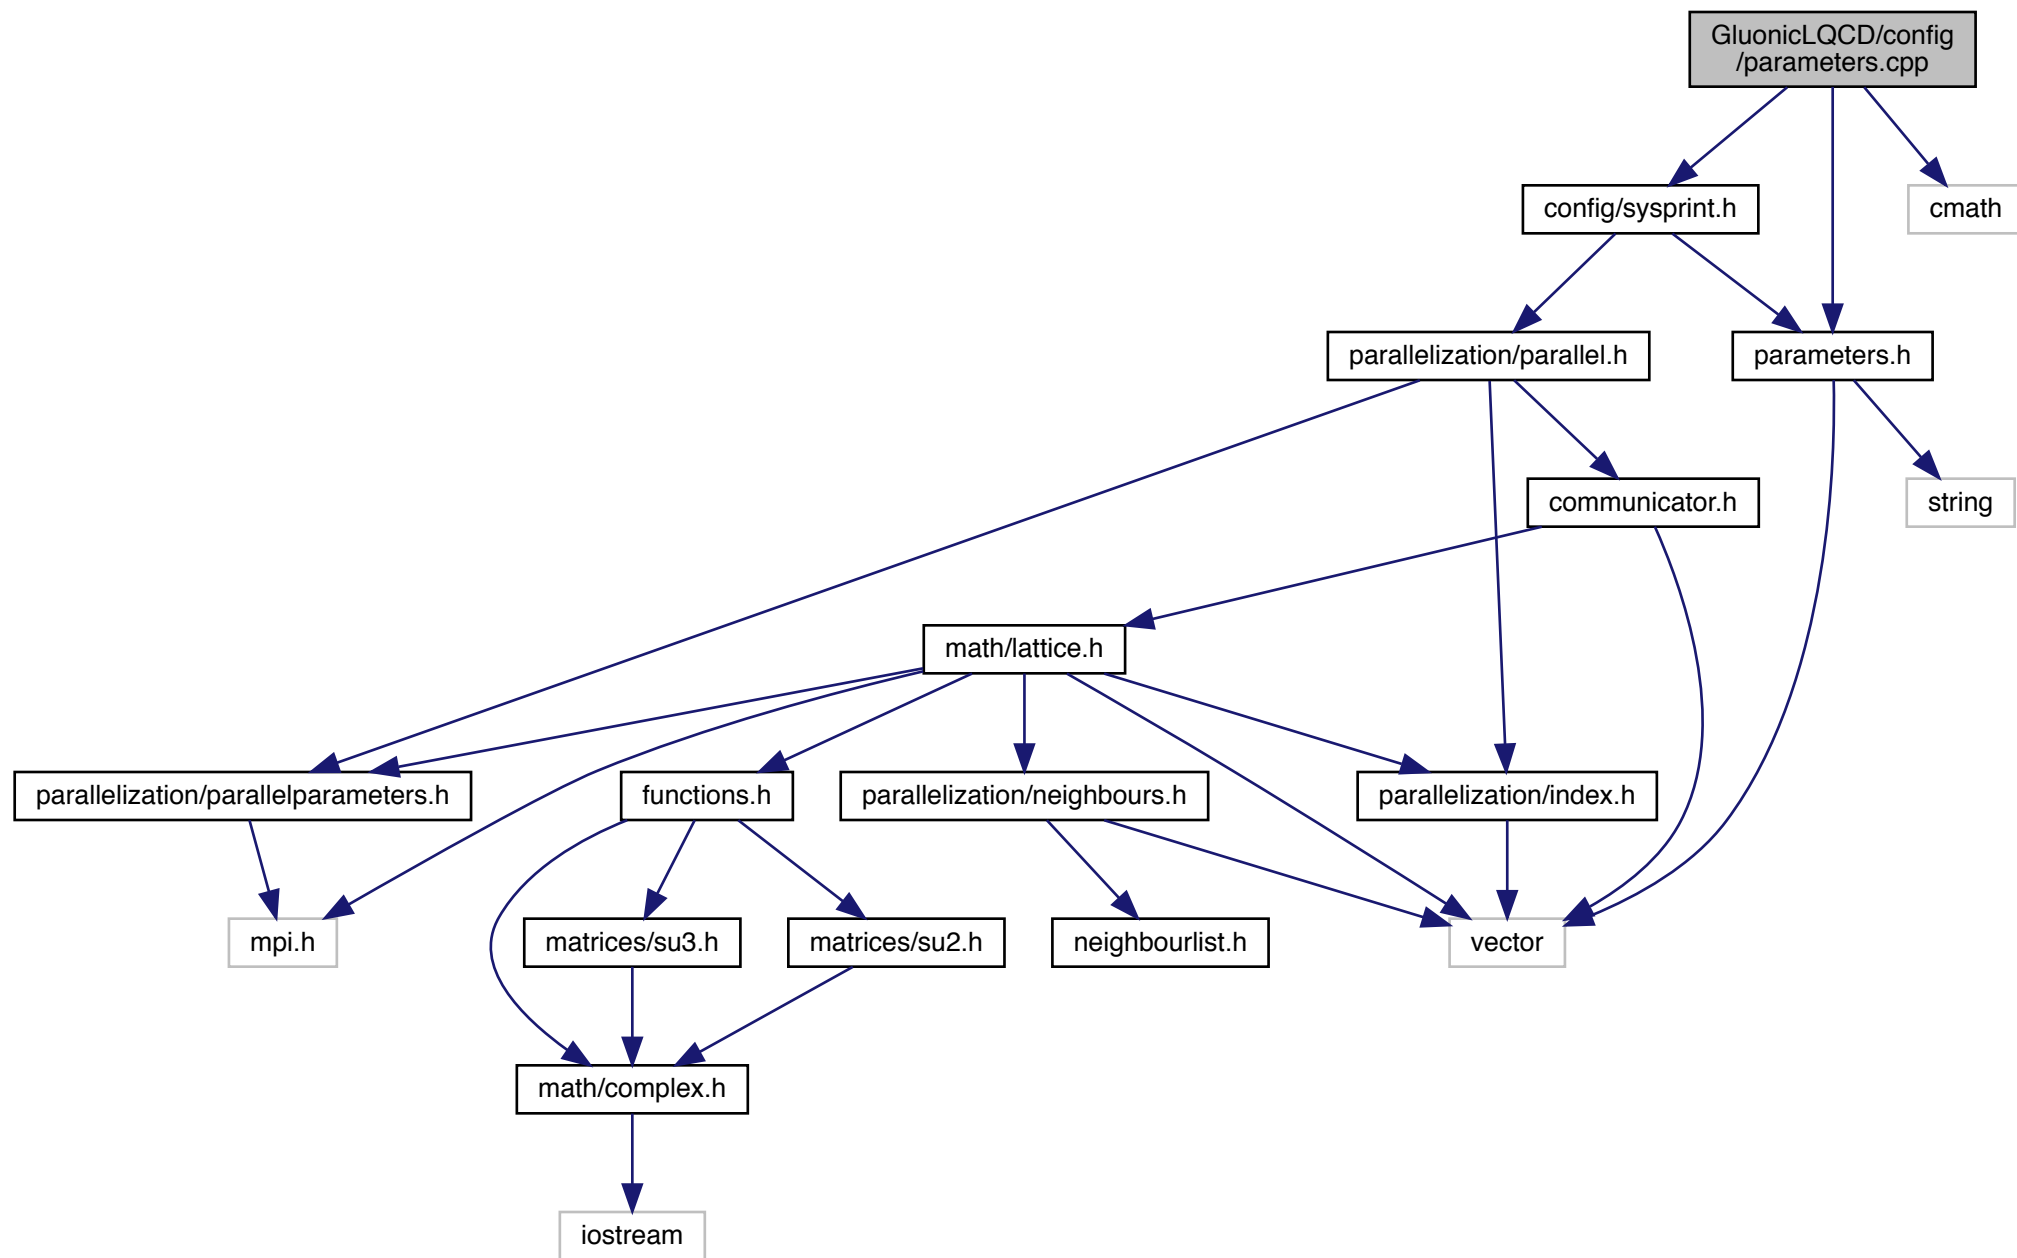 GluonicLQCD/config
/parameters.cpp
config/sysprint.h
cmath
parallelization/parallel.h
parameters.h
communicator.h
string
math/lattice.h
parallelization/parallelparameters.h
functions.h
parallelization/neighbours.h
parallelization/index.h
mpi.h
matrices/su3.h
matrices/su2.h
neighbourlist.h
vector
math/complex.h
iostream